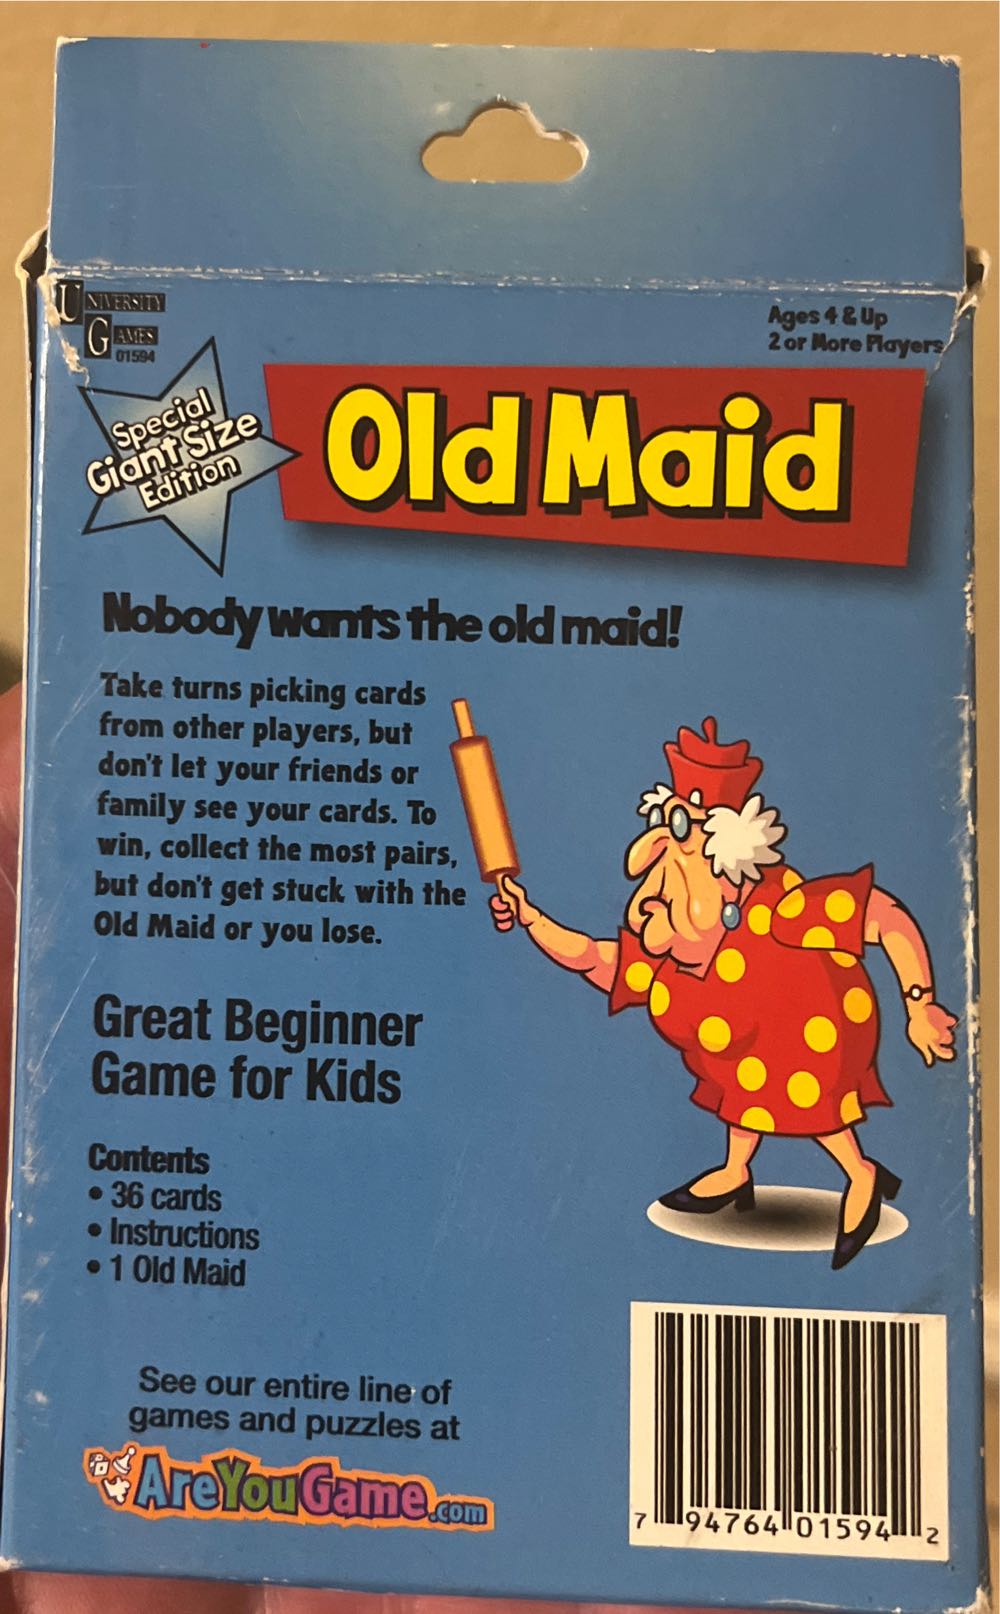 UNIVERSITY
GAMES
01594
Ages 4 & Up
2 or More Players
Special
Giant Size
Edition
Old Maid
Nobody wants the old maid!
Take turns picking cards
from other players, but
don't let your friends or
family see your cards. To
win, collect the most pairs,
but don't get stuck with the
Old Maid or you lose.
Great Beginner
Game for Kids
Contents
• 36 cards
• Instructions
• 1 Old Maid
See our entire line of
games and puzzles at
AreYouGame.com
7 94764 01594 2